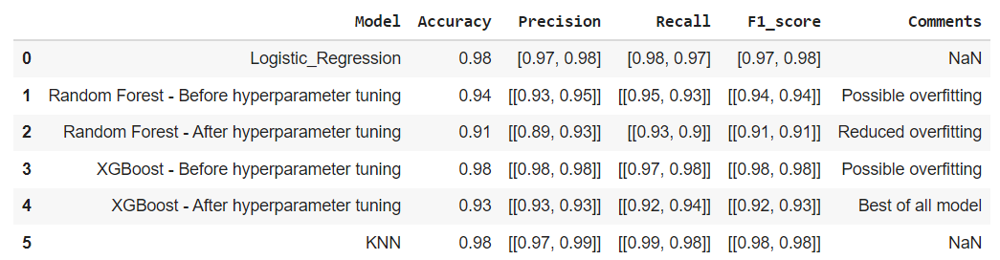 Model Accuracy Precision Recall F1_score Comments
0 Logistic_Regression 0.98 [0.97, 0.98] [0.98, 0.97] [0.97, 0.98] NaN
1 Random Forest - Before hyperparameter tuning 0.94 [[0.93, 0.95]] [[0.95, 0.93]] [[0.94, 0.94]] Possible overfitting
2 Random Forest - After hyperparameter tuning 0.91 [[0.89, 0.93]] [[0.93, 0.9]] [[0.91, 0.91]] Reduced overfitting
3 XGBoost - Before hyperparameter tuning 0.98 [[0.98, 0.98]] [[0.97, 0.98]] [[0.98, 0.98]] Possible overfitting
4 XGBoost - After hyperparameter tuning 0.93 [[0.93, 0.93]] [[0.92, 0.94]] [[0.92, 0.93]] Best of all model
5 KNN 0.98 [[0.97, 0.99]] [[0.99, 0.98]] [[0.98, 0.98]] NaN